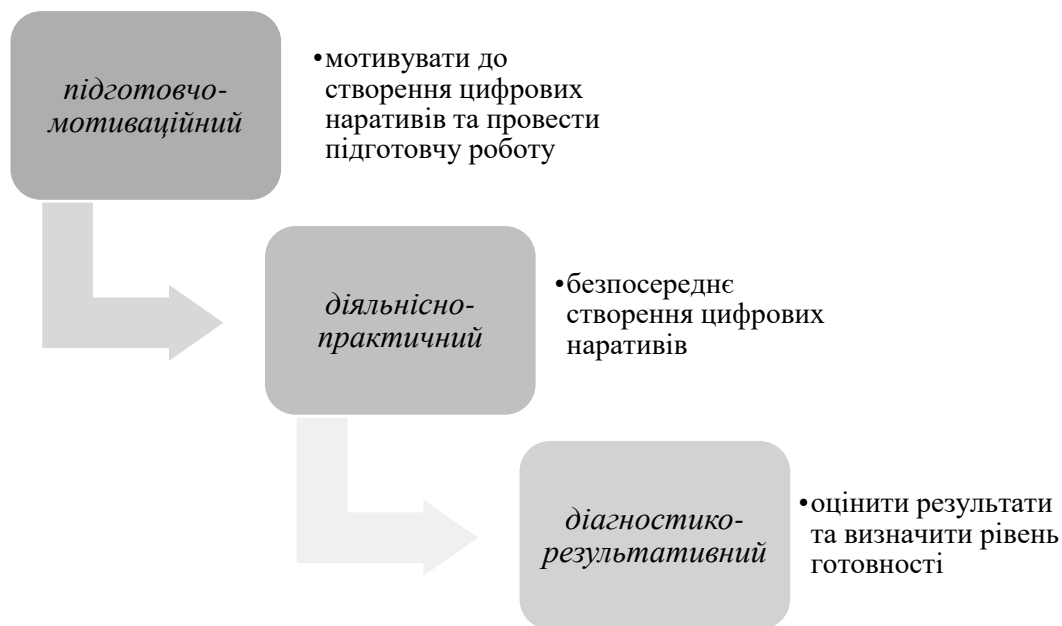 підготовчо-
мотиваційний
•мотивувати до
створення цифрових
наративів та провести
підготовчу роботу
діяльнісно-
практичний
•безпосереднє
створення цифрових
наративів
діагностико-
результативний
•оцінити результати
та визначити рівень
готовності